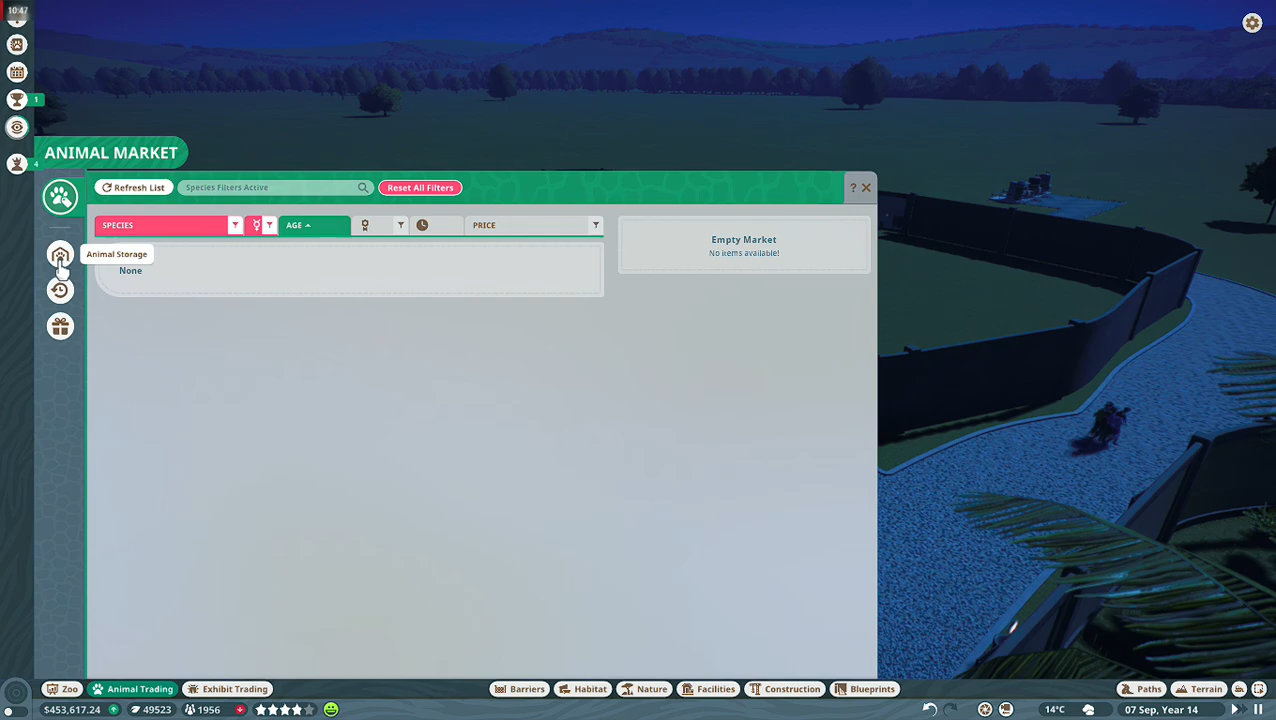 10:47
1
ANIMAL MARKET
4
Refresh List
Species Filters Active
Reset All Filters
?
SPECIES
AGE
PRICE
Animal Storage
None
Empty Market
No items available!
Zoo
Animal Trading
Exhibit Trading
Barriers
Habitat
Nature
Facilities
Construction
Blueprints
Paths
Terrain
$453,617.24
49523
1956
14°C
07 Sep, Year 14